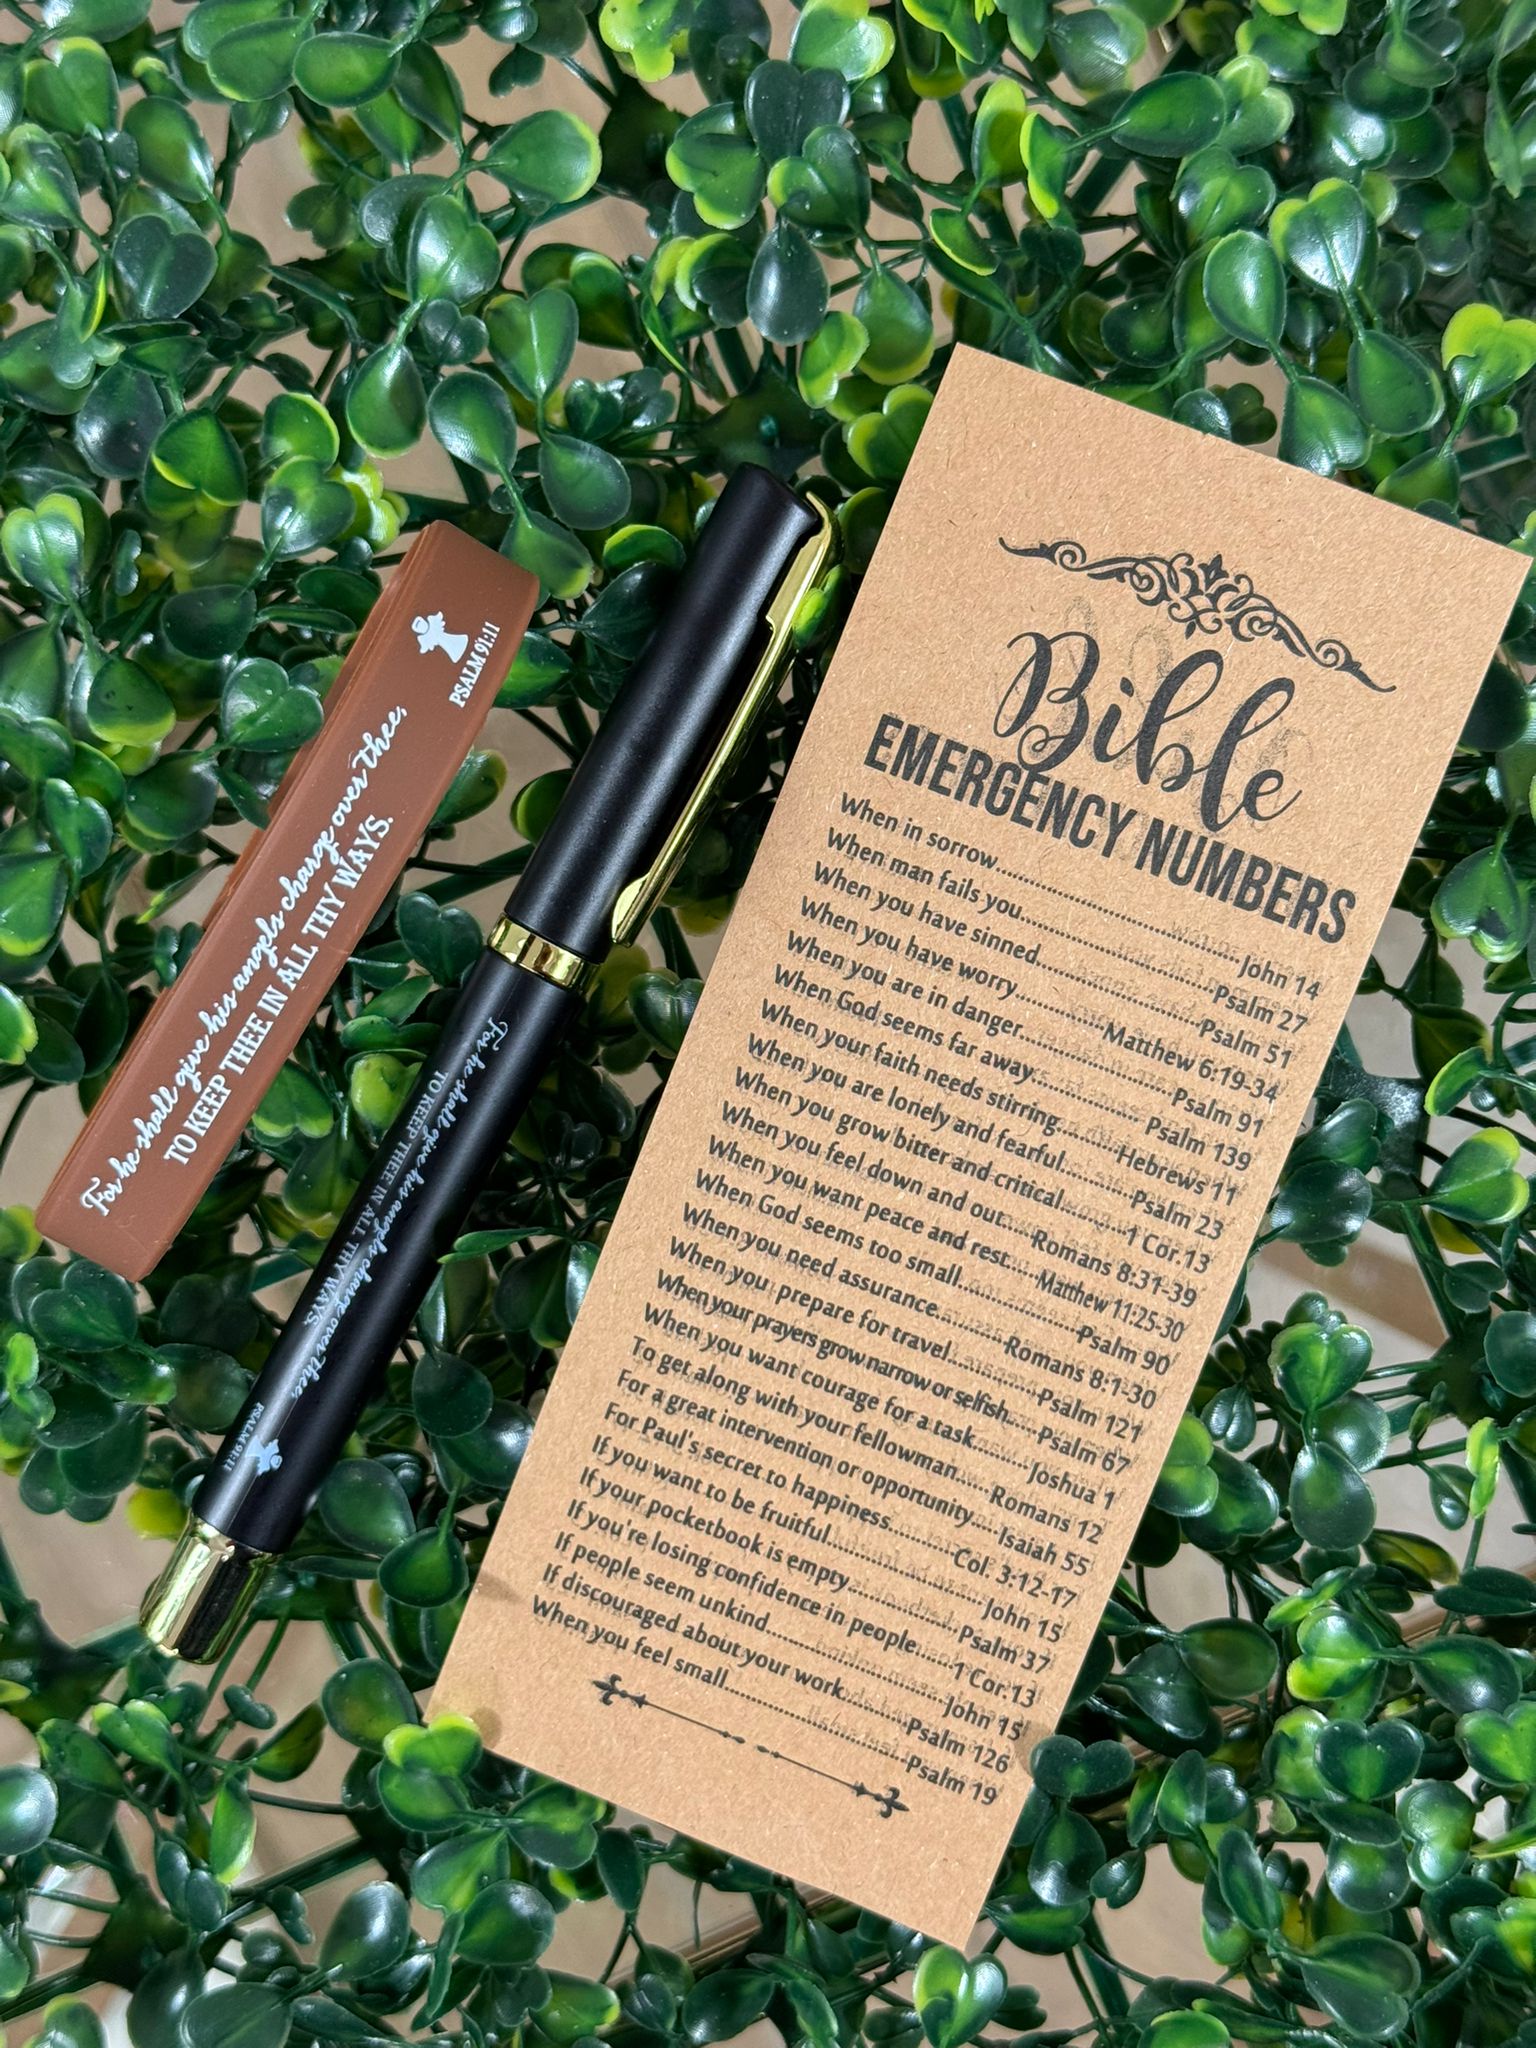 PSALM 91:11
For he shall give his angels charge over thee,
TO KEEP THEE IN ALL THY WAYS.
For he shall give his angels charge over thee,
TO KEEP THEE IN ALL THY WAYS.
PSALM 91:11
Bible
EMERGENCY NUMBERS
When in sorrow.....................................John 14
When man fails you..............................Psalm 27
When you have sinned.........................Psalm 51
When you have worry................Matthew 6:19-34
When you are in danger.......................Psalm 91
When God seems far away.................Psalm 139
When your faith needs stirring..........Hebrews 11
When you are lonely and fearful...........Psalm 23
When you grow bitter and critical...........1 Cor.13
When you feel down and out.....Romans 8:31-39
When you want peace and rest.....Matthew 11:25-30
When God seems too small...................Psalm 90
When you need assurance...........Romans 8:1-30
When you prepare for travel...............Psalm 121
When your prayers grow narrow or selfish.....Psalm 67
When you want courage for a task.........Joshua 1
To get along with your fellowman.....Romans 12
For a great intervention or opportunity.....Isaiah 55
For Paul's secret to happiness...........Col. 3:12-17
If you want to be fruitful........................John 15
If your pocketbook is empty..................Psalm 37
If you're losing confidence in people.....1 Cor.13
If people seem unkind...........................John 15
If discouraged about your work..........Psalm 126
When you feel small..............................Psalm 19